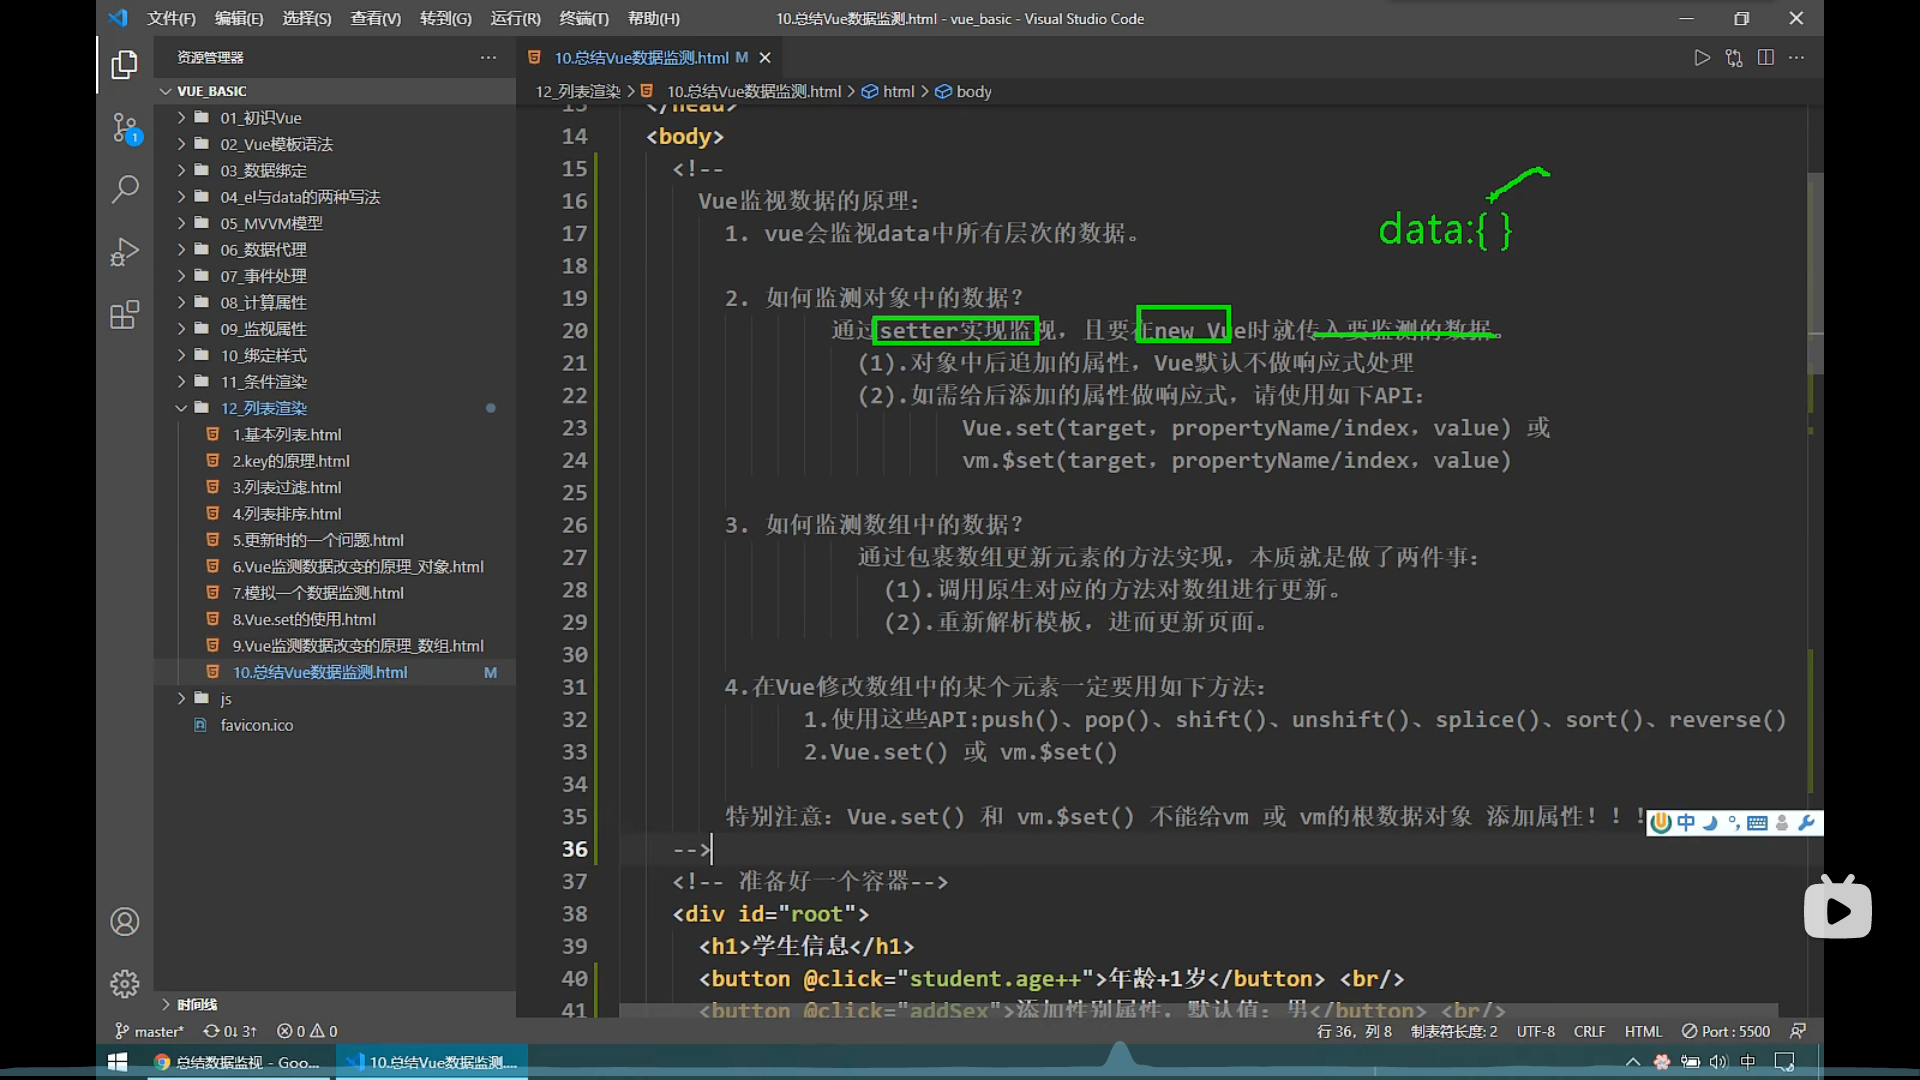 文件(F) 编辑(E) 选择(S) 查看(V) 转到(G) 运行(R) 终端(T) 帮助(H) 10.总结Vue数据监测.html - vue_basic - Visual Studio Code
资源管理器
10.总结Vue数据监测.html M
VUE_BASIC
12_列表渲染 > 10.总结Vue数据监测.html > html > body
01_初识Vue
02_Vue模板语法
03_数据绑定
04_el与data的两种写法
05_MVVM模型
06_数据代理
07_事件处理
08_计算属性
09_监视属性
10_绑定样式
11_条件渲染
12_列表渲染
1.基本列表.html
2.key的原理.html
3.列表过滤.html
4.列表排序.html
5.更新时的一个问题.html
6.Vue监测数据改变的原理_对象.html
7.模拟一个数据监测.html
8.Vue.set的使用.html
9.Vue监测数据改变的原理_数组.html
10.总结Vue数据监测.html M
js
favicon.ico
时间线
13 </head>
14 <body>
15 <!--
16 Vue监视数据的原理：
17 1. vue会监视data中所有层次的数据。
data:{ }
18
19 2. 如何监测对象中的数据？
20 通过setter实现监视，且要在new Vue时就传入要监测的数据。
21 (1).对象中后追加的属性，Vue默认不做响应式处理
22 (2).如需给后添加的属性做响应式，请使用如下API：
23 Vue.set(target，propertyName/index，value) 或
24 vm.$set(target，propertyName/index，value)
25
26 3. 如何监测数组中的数据？
27 通过包裹数组更新元素的方法实现，本质就是做了两件事：
28 (1).调用原生对应的方法对数组进行更新。
29 (2).重新解析模板，进而更新页面。
30
31 4.在Vue修改数组中的某个元素一定要用如下方法：
32 1.使用这些API:push()、pop()、shift()、unshift()、splice()、sort()、reverse()
33 2.Vue.set() 或 vm.$set()
34
35 特别注意：Vue.set() 和 vm.$set() 不能给vm 或 vm的根数据对象 添加属性！！！
36 -->
37 <!-- 准备好一个容器-->
38 <div id="root">
39 <h1>学生信息</h1>
40 <button @click="student.age++">年龄+1岁</button> <br/>
41 <button @click="addSex">添加性别属性，默认值：男</button> <br/>
中
1
master* 0↓ 3↑ 0 0 行 36，列 8 制表符长度: 2 UTF-8 CRLF HTML Port : 5500
总结数据监视 - Goo... 10.总结Vue数据监测.... 中